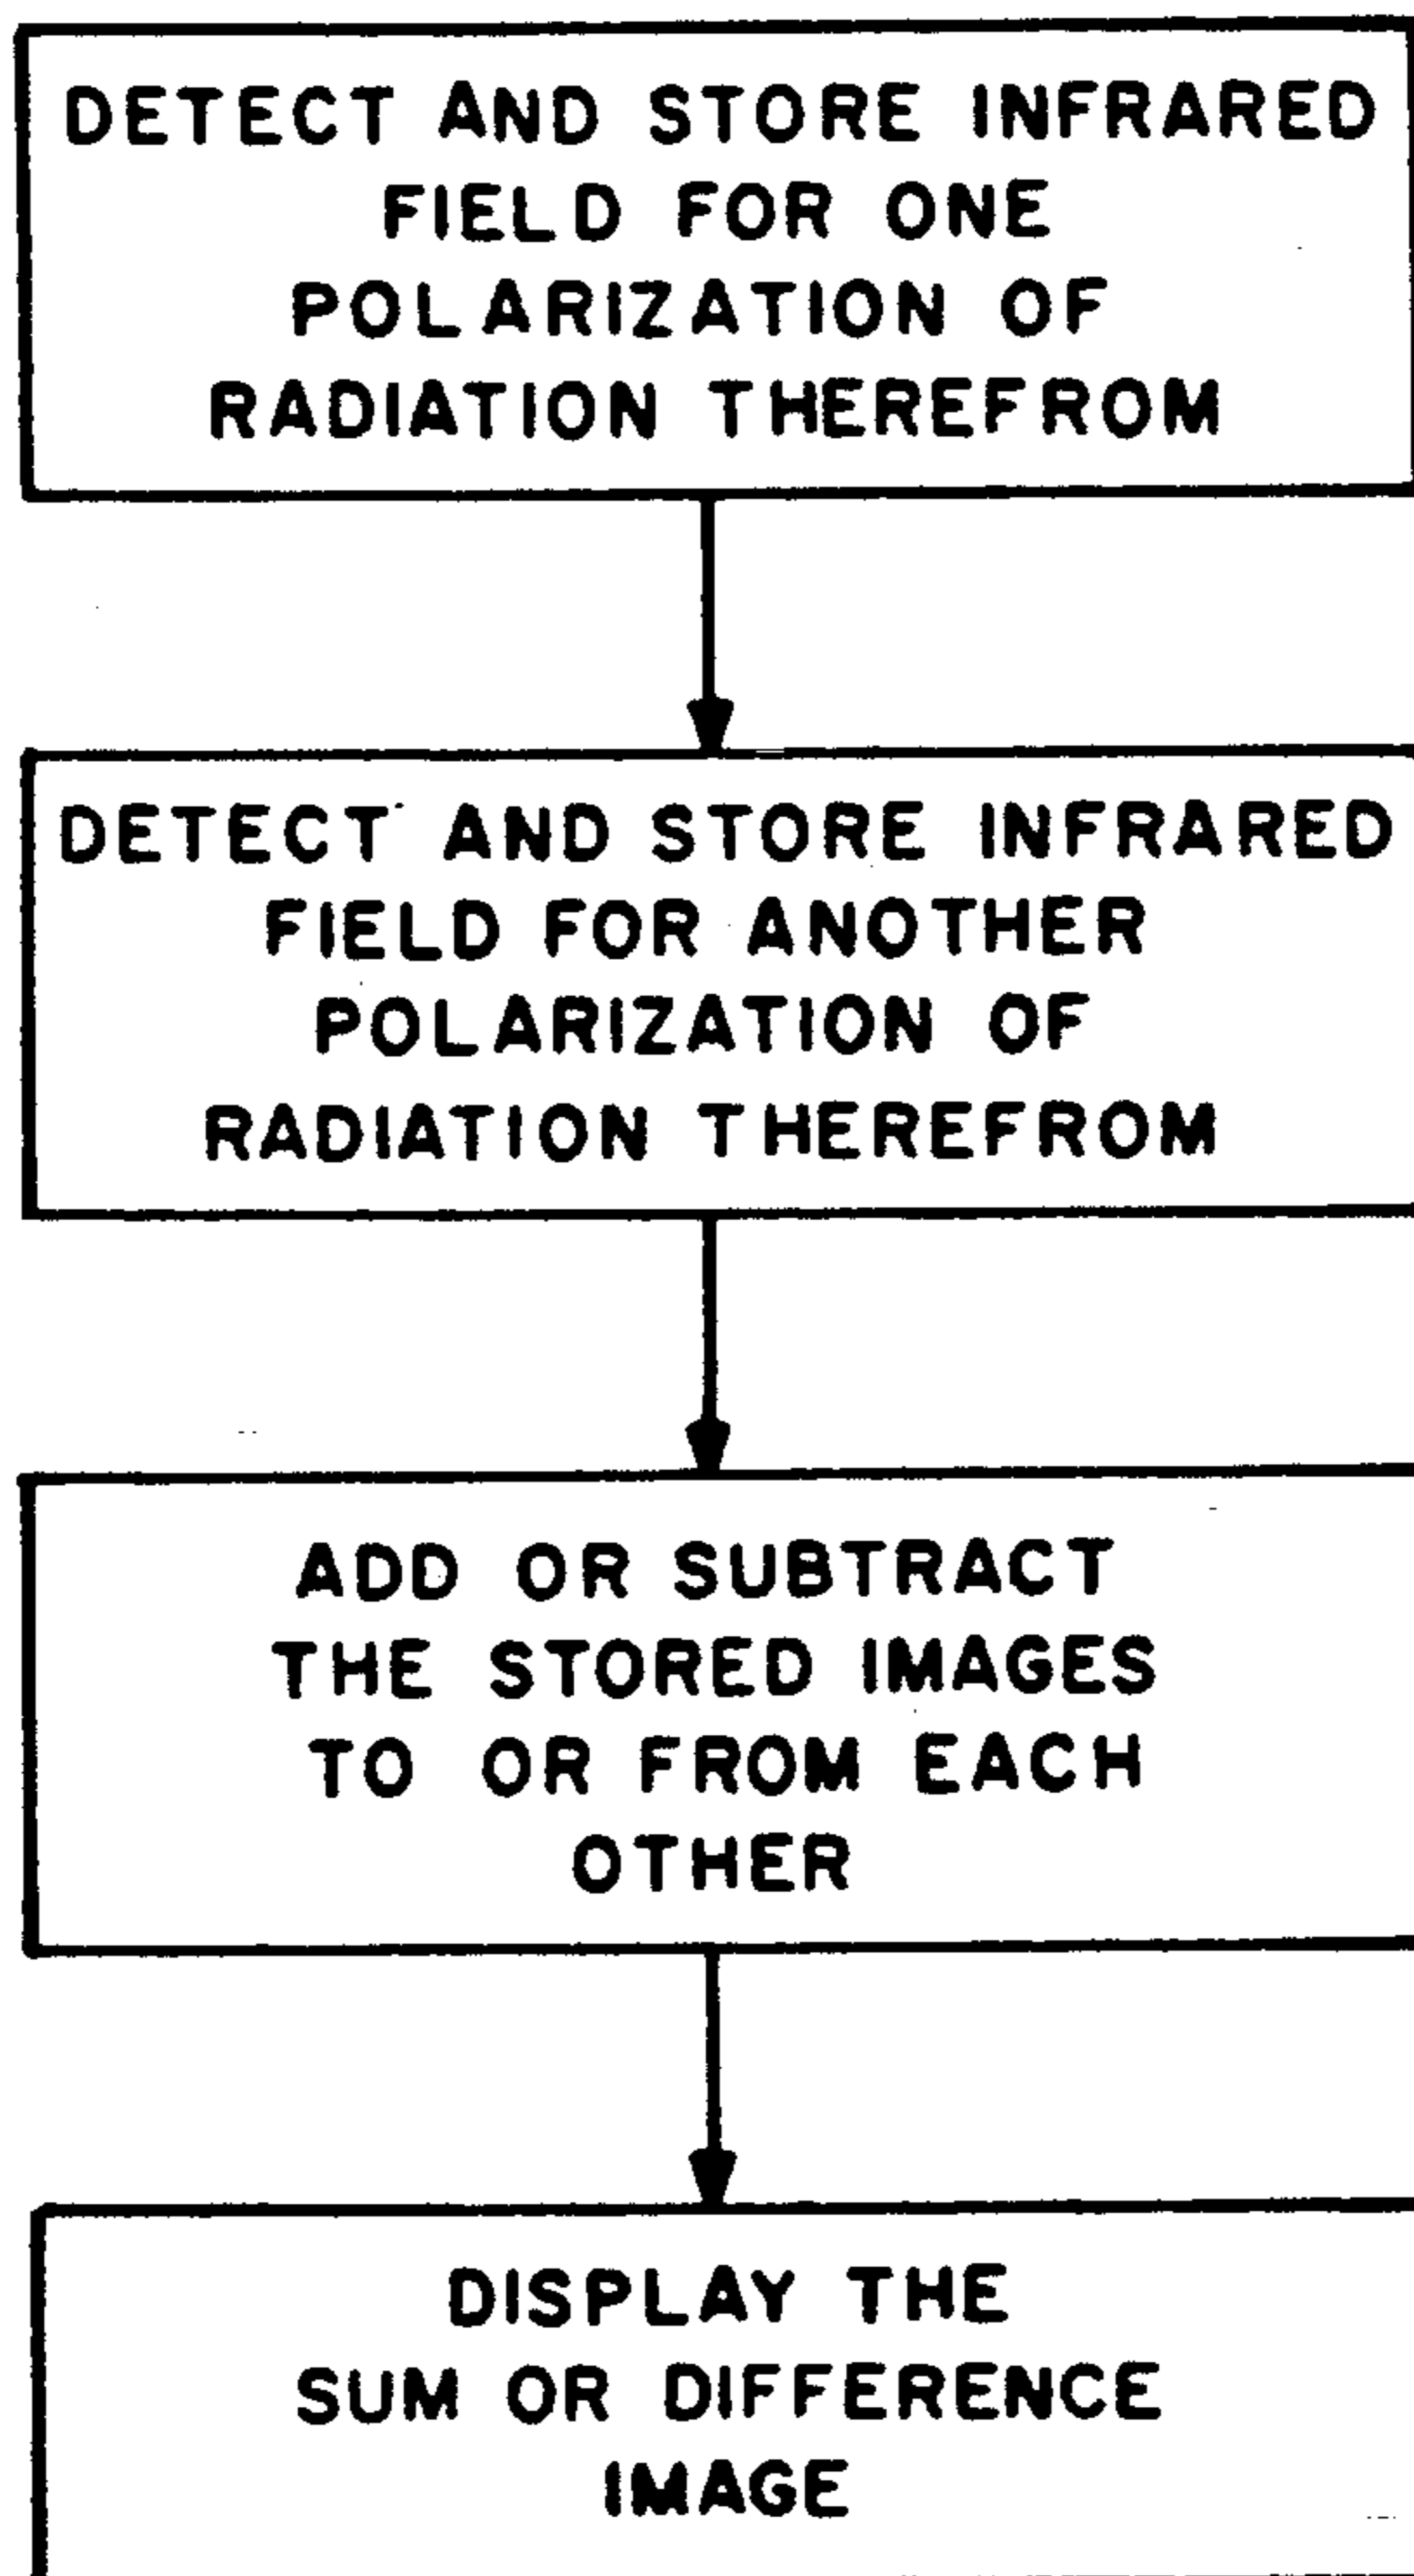 DETECT AND STORE INFRARED
FIELD FOR ONE
POLARIZATION OF
RADIATION THEREFROM
DETECT AND STORE INFRARED
FIELD FOR ANOTHER
POLARIZATION OF
RADIATION THEREFROM
ADD OR SUBTRACT
THE STORED IMAGES
TO OR FROM EACH
OTHER
DISPLAY THE
SUM OR DIFFERENCE
IMAGE